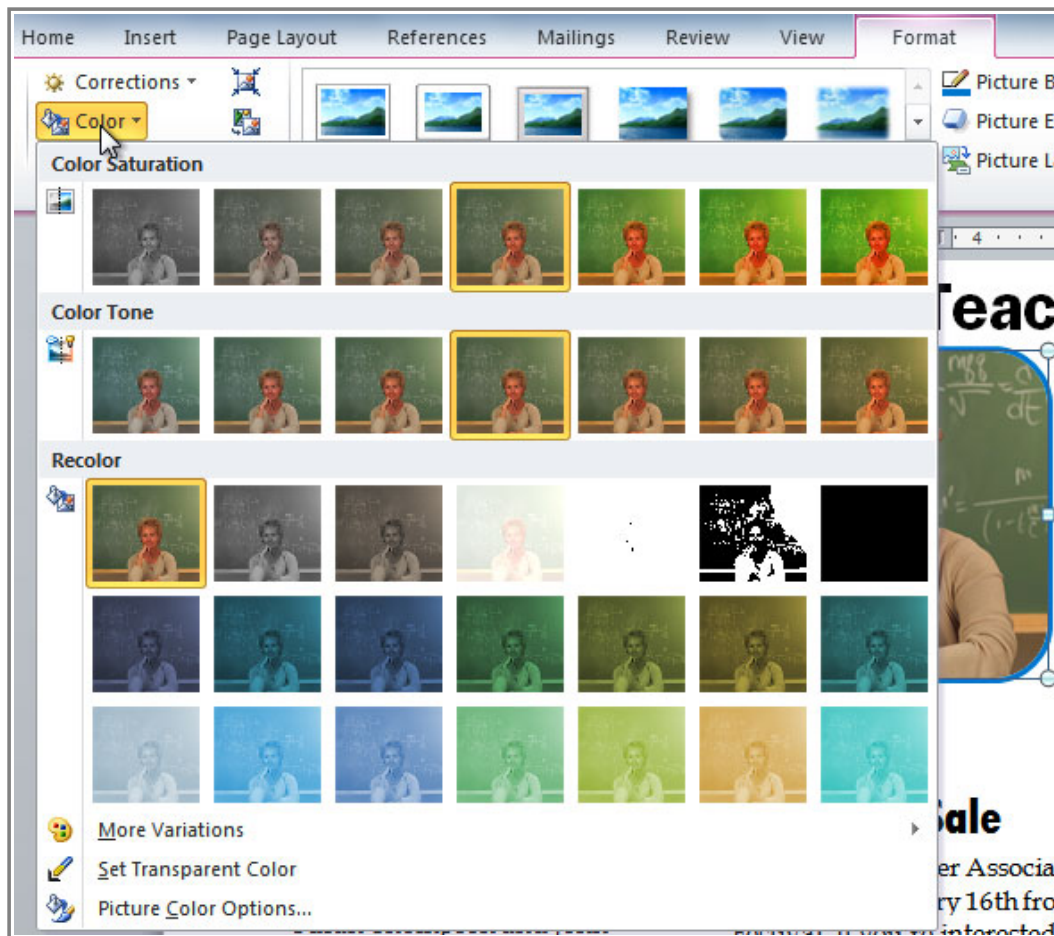 Home Insert Page Layout References Mailings Review View Format
Corrections Picture B
Color Picture E
Picture L
Color Saturation
4
Color Tone
Teac
Recolor
More Variations
Sale
Set Transparent Color
er Associa
Picture Color Options...
ry 16th fro